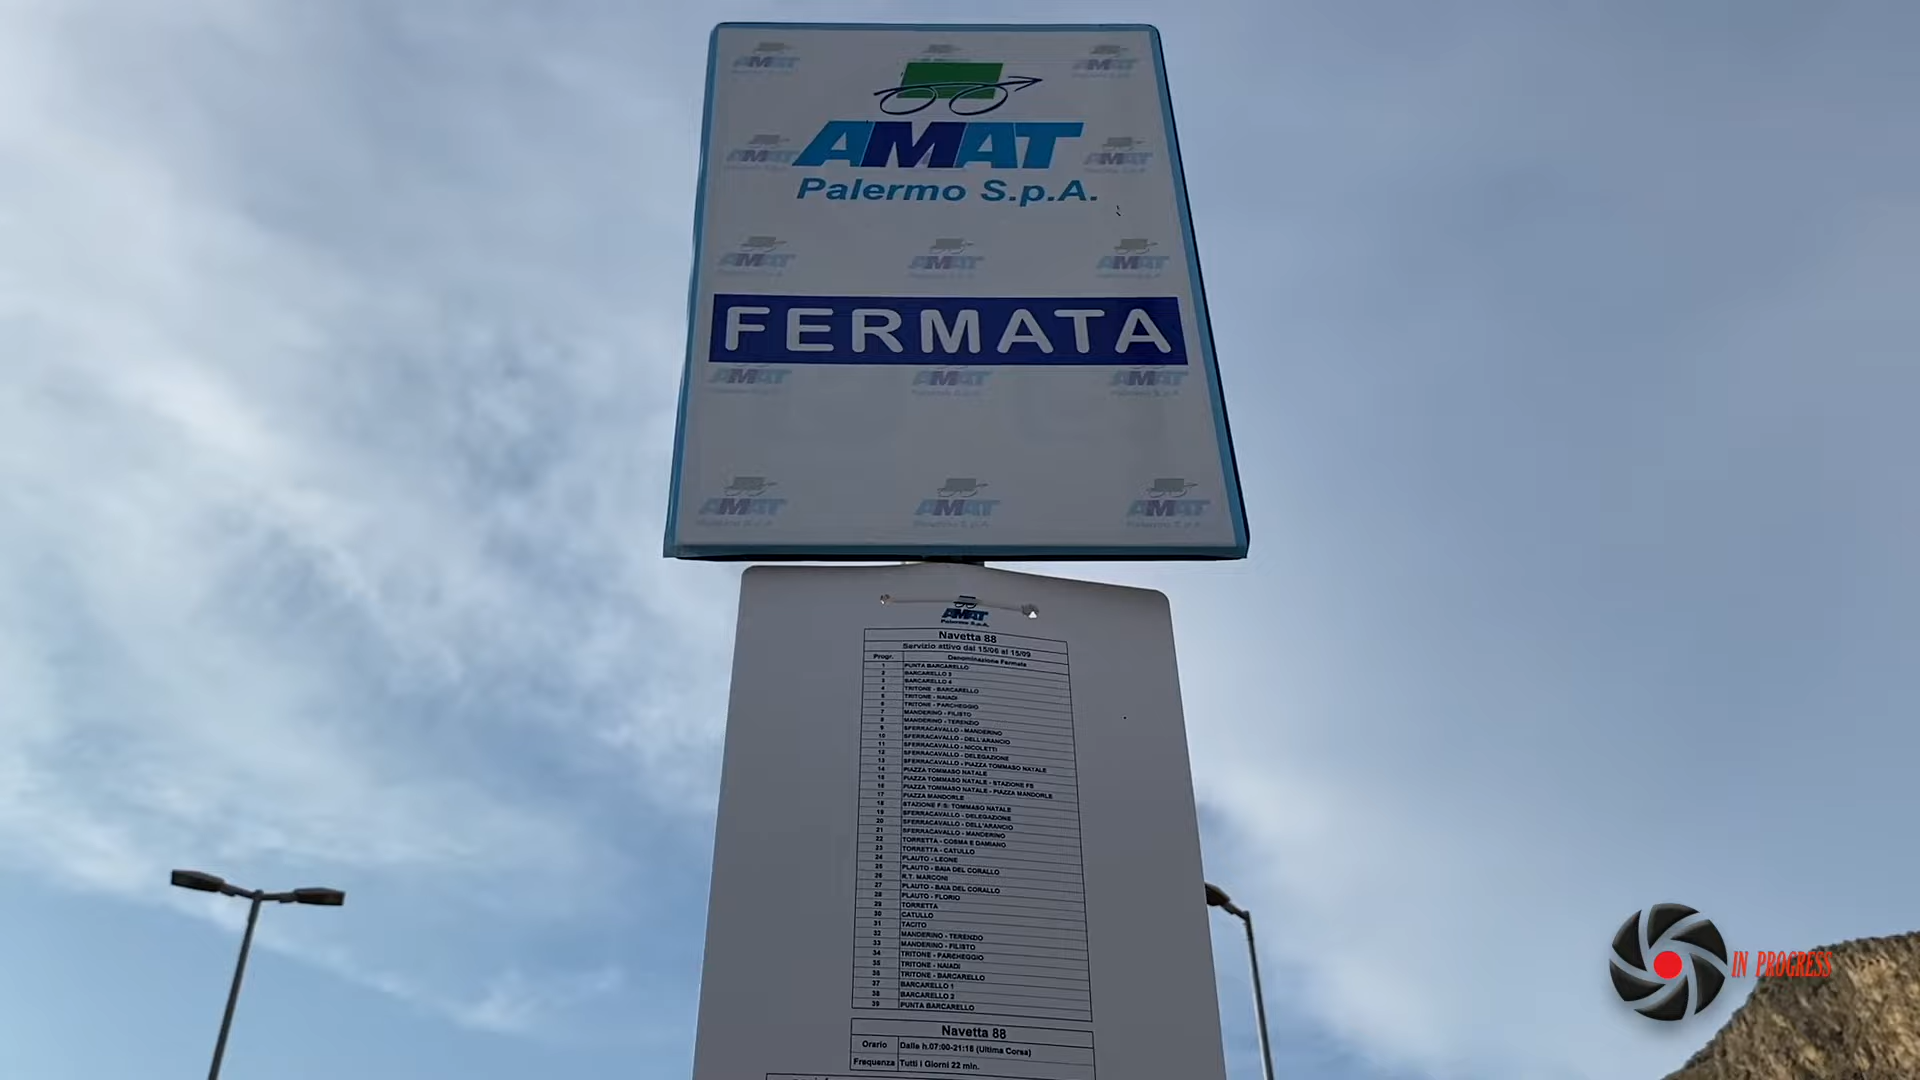 AMAT
Palermo S.p.A.
FERMATA
AMAT
Palermo S.p.A.
Navetta 88
Servizio attivo dal 15/06 al 15/09
Progr. Denominazione Fermata
1 PUNTA BARCARELLO
2 BARCARELLO 2
3 BARCARELLO 4
4 TRITONE - BARCARELLO
5 TRITONE - NAIADI
6 TRITONE - PARCHEGGIO
7 MANDERINO - FILISTO
8 MANDERINO - TERENZIO
9 SFERRACAVALLO - MANDERINO
10 SFERRACAVALLO - DELL'ARANCIO
11 SFERRACAVALLO - NICOLETTI
12 SFERRACAVALLO - DELEGAZIONE
13 SFERRACAVALLO - PIAZZA TOMMASO NATALE
14 PIAZZA TOMMASO NATALE
15 PIAZZA TOMMASO NATALE - STAZIONE FS
16 PIAZZA TOMMASO NATALE - PIAZZA MANDORLE
17 PIAZZA MANDORLE
18 STAZIONE F.S. TOMMASO NATALE
19 SFERRACAVALLO - DELEGAZIONE
20 SFERRACAVALLO - DELL'ARANCIO
21 SFERRACAVALLO - MANDERINO
22 TORRETTA - COSMA E DAMIANO
23 TORRETTA - CATULLO
24 PLAUTO - LEONE
25 PLAUTO - BAIA DEL CORALLO
26 R.T. MARCONI
27 PLAUTO - BAIA DEL CORALLO
28 PLAUTO - FLORIO
29 TORRETTA
30 CATULLO
31 TACITO
32 MANDERINO - TERENZIO
33 MANDERINO - FILISTO
34 TRITONE - PARCHEGGIO
35 TRITONE - NAIADI
36 TRITONE - BARCARELLO
37 BARCARELLO 1
38 BARCARELLO 3
39 PUNTA BARCARELLO
Navetta 88
Orario Dalle h.07:00-21:15 (Ultima Corsa)
Frequenza Tutti i Giorni 22 min.
IN PROGRESS